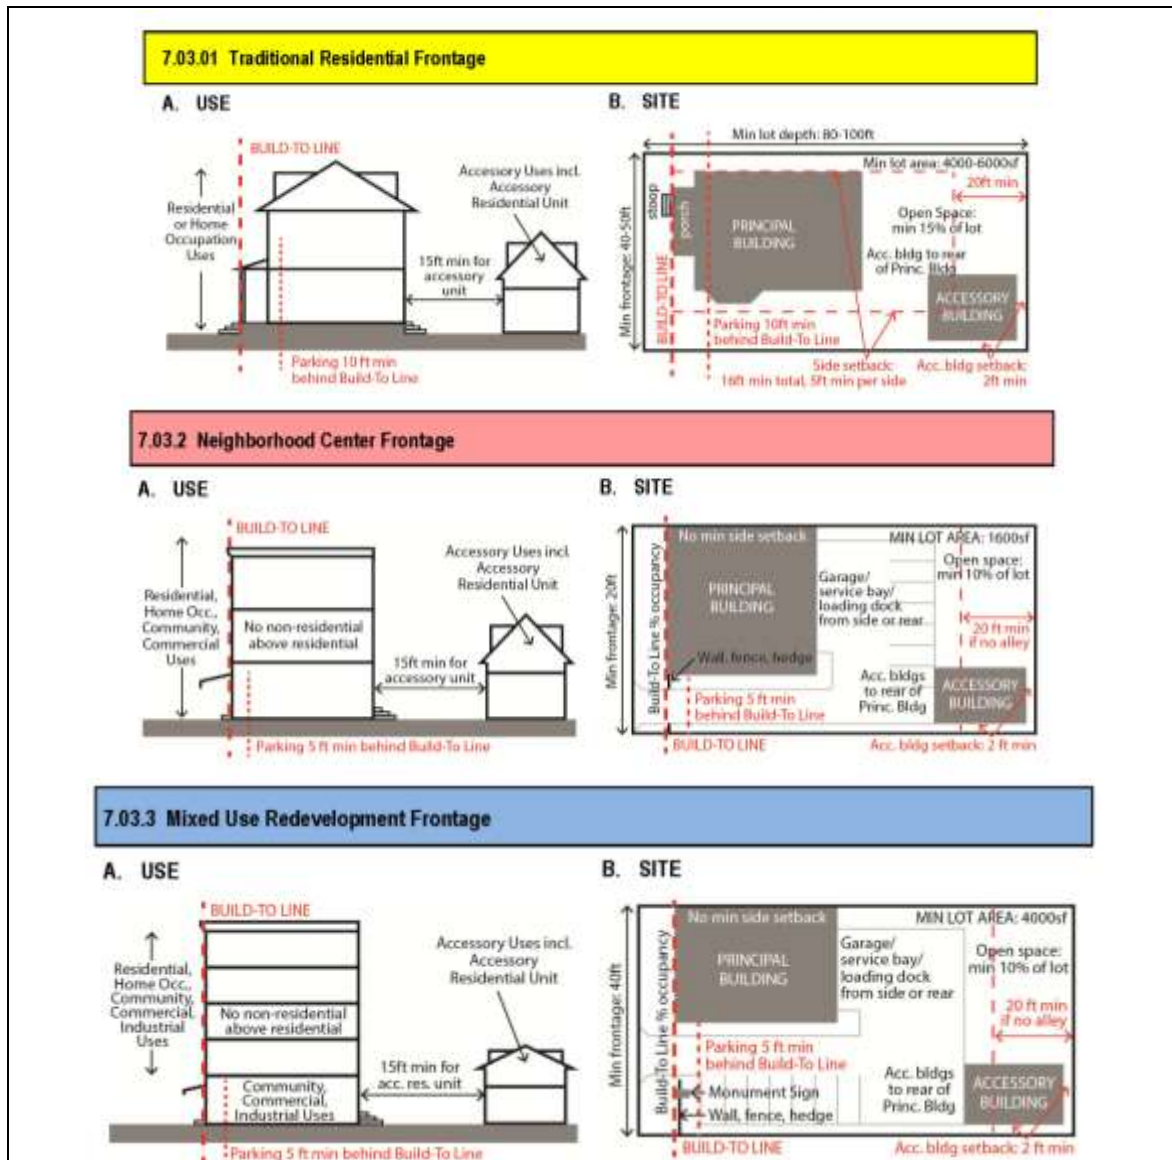 7.03.01 Traditional Residential Frontage
A. USE
BUILD-TO LINE
Residential
or Home
Occupation
Uses
Accessory Uses incl.
Accessory
Residential Unit
15ft min for
accessory
unit
Parking 10 ft min
behind Build-To Line
B. SITE
Min lot depth: 80-100ft
Min lot area: 4000-6000sf
20ft min
stoop
porch
PRINCIPAL
BUILDING
Open Space:
min 15% of lot
Acc. bldg to rear
of Princ. Bldg
Min frontage: 40-50ft
BUILD-TO LINE
ACCESSORY
BUILDING
Parking 10ft min
behind Build-To Line
Side setback:
16ft min total, 5ft min per side
Acc. bldg setback:
2ft min
7.03.2 Neighborhood Center Frontage
A. USE
BUILD-TO LINE
Residential,
Home Occ.,
Community,
Commercial
Uses
No non-residential
above residential
Accessory Uses incl.
Accessory
Residential Unit
15ft min for
accessory unit
Parking 5 ft min behind Build-To Line
B. SITE
No min side setback
MIN LOT AREA: 1600sf
Open space:
min 10% of lot
Min frontage: 20ft
Build-To Line % occupancy
PRINCIPAL
BUILDING
Garage/
service bay/
loading dock
from side or rear
20 ft min
if no alley
Wall, fence, hedge
Acc. bldgs
to rear of
Princ. Bldg
ACCESSORY
BUILDING
Parking 5 ft min
behind Build-To Line
BUILD-TO LINE
Acc. bldg setback: 2 ft min
7.03.3 Mixed Use Redevelopment Frontage
A. USE
BUILD-TO LINE
Residential,
Home Occ.,
Community,
Commercial,
Industrial
Uses
No non-residential
above residential
Community,
Commercial,
Industrial Uses
Accessory Uses incl.
Accessory
Residential Unit
15ft min for
acc. res. unit
Parking 5 ft min behind Build-To Line
B. SITE
No min side setback
MIN LOT AREA: 4000sf
Open space:
min 10% of lot
Min frontage: 40ft
Build-To Line % occupancy
PRINCIPAL
BUILDING
Garage/
service bay/
loading dock
from side or rear
20 ft min
if no alley
Parking 5 ft min
behind Build-To Line
Monument Sign
Wall, fence, hedge
Acc. bldgs
to rear of
Princ. Bldg
ACCESSORY
BUILDING
BUILD-TO LINE
Acc. bldg setback: 2 ft min